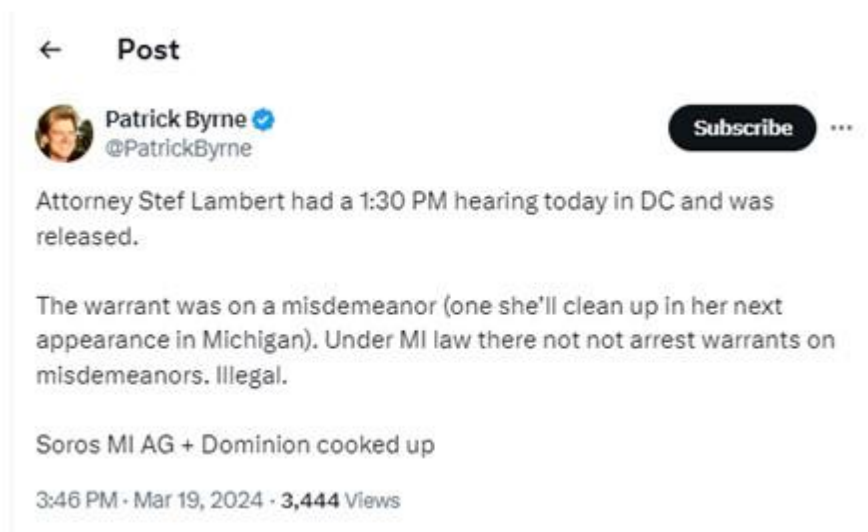 Post
Patrick Byrne
Subscribe
@PatrickByrne
Attorney Stef Lambert had a 1:30 PM hearing today in DC and was
released.
The warrant was on a misdemeanor (one she'll clean up in her next
appearance in Michigan). Under MI law there not not arrest warrants on
misdemeanors. Illegal.
Soros MI AG + Dominion cooked up
3:46 PM · Mar 19, 2024 · 3,444 Views